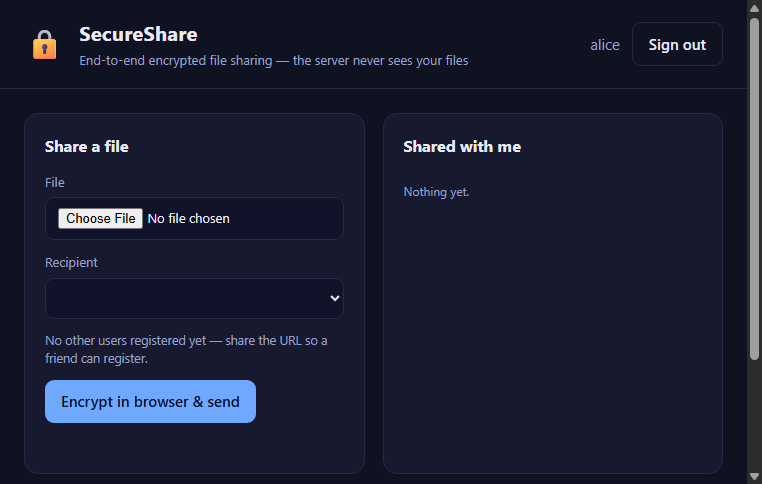 SecureShare
End-to-end encrypted file sharing — the server never sees your files
alice
Sign out
Share a file
File
Choose File No file chosen
Recipient
No other users registered yet — share the URL so a
friend can register.
Encrypt in browser & send
Shared with me
Nothing yet.